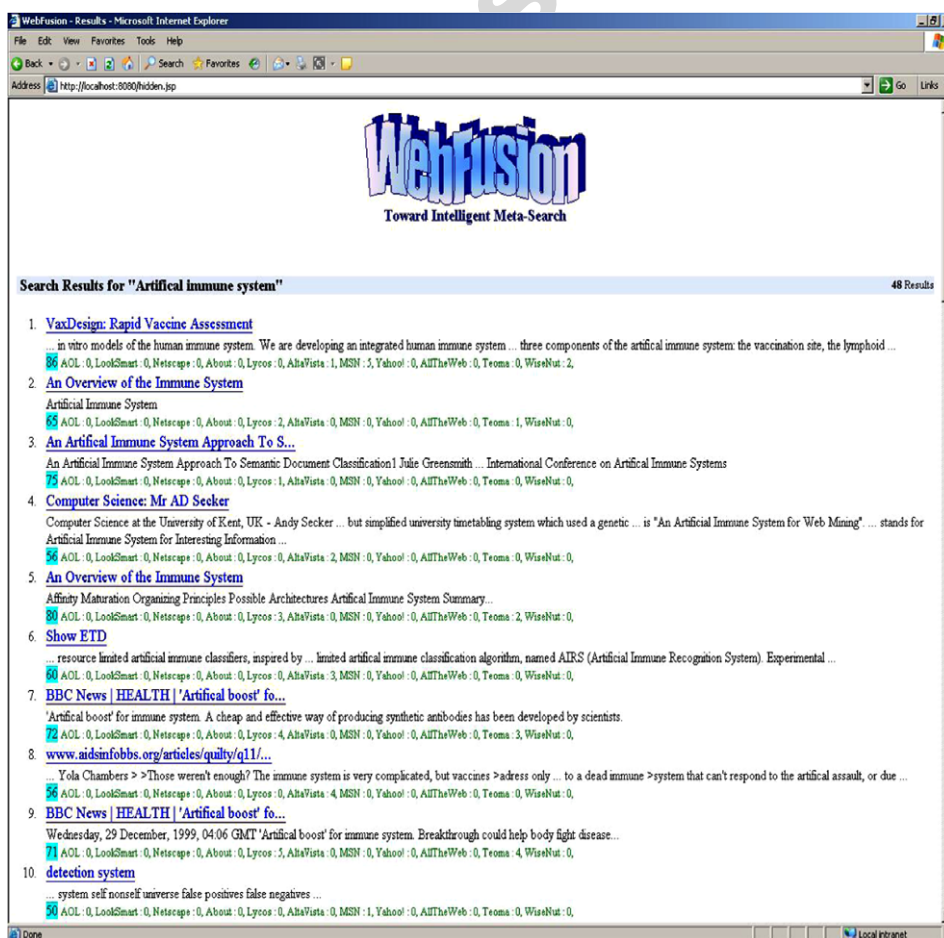 WebFusion - Results - Microsoft Internet Explorer
File Edit View Favorites Tools Help
Back Search Favorites
Address http://localhost:8080/hidden.jsp Go Links
WebFusion
Toward Intelligent Meta-Search
Search Results for "Artifical immune system" 48 Results
1. VaxDesign: Rapid Vaccine Assessment
... in vitro models of the human immune system. We are developing an integrated human immune system ... three components of the artifical immune system: the vaccination site, the lymphoid ...
86 AOL : 0, LookSmart : 0, Netscape : 0, About : 0, Lycos : 0, AltaVista : 1, MSN : 5, Yahoo! : 0, AllTheWeb : 0, Teoma : 0, WiseNut : 2,
2. An Overview of the Immune System
Artificial Immune System
65 AOL : 0, LookSmart : 0, Netscape : 0, About : 0, Lycos : 2, AltaVista : 0, MSN : 0, Yahoo! : 0, AllTheWeb : 0, Teoma : 1, WiseNut : 0,
3. An Artifical Immune System Approach To S...
An Artificial Immune System Approach To Semantic Document Classification1 Julie Greensmith ... International Conference on Artifical Immune Systems
75 AOL : 0, LookSmart : 0, Netscape : 0, About : 0, Lycos : 1, AltaVista : 0, MSN : 0, Yahoo! : 0, AllTheWeb : 0, Teoma : 0, WiseNut : 0,
4. Computer Science: Mr AD Secker
Computer Science at the University of Kent, UK - Andy Secker ... but simplified university timetabling system which used a genetic ... is "An Artificial Immune System for Web Mining". ... stands for
Artificial Immune System for Interesting Information ...
56 AOL : 0, LookSmart : 0, Netscape : 0, About : 0, Lycos : 0, AltaVista : 2, MSN : 0, Yahoo! : 0, AllTheWeb : 0, Teoma : 0, WiseNut : 0,
5. An Overview of the Immune System
Affinity Maturation Organizing Principles Possible Architectures Artifical Immune System Summary...
80 AOL : 0, LookSmart : 0, Netscape : 0, About : 0, Lycos : 3, AltaVista : 0, MSN : 0, Yahoo! : 0, AllTheWeb : 0, Teoma : 2, WiseNut : 0,
6. Show ETD
... resource limited artificial immune classifiers, inspired by ... limited artifical immune classification algorithm, named AIRS (Artificial Immune Recognition System). Experimental ...
60 AOL : 0, LookSmart : 0, Netscape : 0, About : 0, Lycos : 0, AltaVista : 3, MSN : 0, Yahoo! : 0, AllTheWeb : 0, Teoma : 0, WiseNut : 0,
7. BBC News | HEALTH | 'Artifical boost' fo...
'Artifical boost' for immune system. A cheap and effective way of producing synthetic antibodies has been developed by scientists.
72 AOL : 0, LookSmart : 0, Netscape : 0, About : 0, Lycos : 4, AltaVista : 0, MSN : 0, Yahoo! : 0, AllTheWeb : 0, Teoma : 3, WiseNut : 0,
8. www.aidsinfobbs.org/articles/quilty/q11/...
... Yola Chambers > >Those weren't enough? The immune system is very complicated, but vaccines >adress only ... to a dead immune >system that can't respond to the artifical assault, or due ...
56 AOL : 0, LookSmart : 0, Netscape : 0, About : 0, Lycos : 0, AltaVista : 4, MSN : 0, Yahoo! : 0, AllTheWeb : 0, Teoma : 0, WiseNut : 0,
9. BBC News | HEALTH | 'Artifical boost' fo...
Wednesday, 29 December, 1999, 04:06 GMT 'Artifical boost' for immune system. Breakthrough could help body fight disease...
71 AOL : 0, LookSmart : 0, Netscape : 0, About : 0, Lycos : 5, AltaVista : 0, MSN : 0, Yahoo! : 0, AllTheWeb : 0, Teoma : 4, WiseNut : 0,
10. detection system
... system self nonself universe false positives false negatives ...
50 AOL : 0, LookSmart : 0, Netscape : 0, About : 0, Lycos : 0, AltaVista : 0, MSN : 1, Yahoo! : 0, AllTheWeb : 0, Teoma : 0, WiseNut : 0,
Done Local intranet